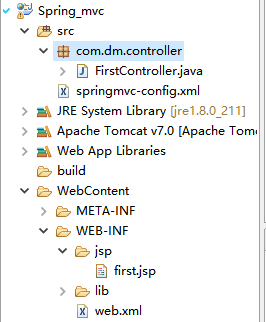 Spring_mvc
src
com.dm.controller
FirstController.java
springmvc-config.xml
JRE System Library [jre1.8.0_211]
Apache Tomcat v7.0 [Apache Tom
Web App Libraries
build
WebContent
META-INF
WEB-INF
jsp
first.jsp
lib
web.xml